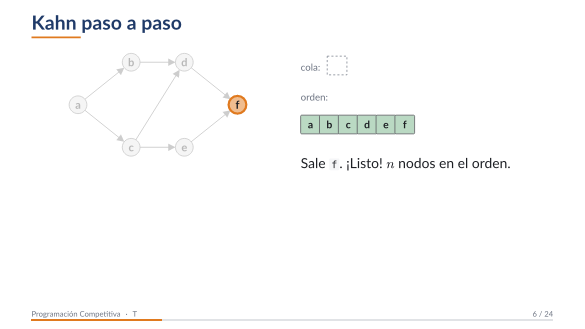 Kahn paso a paso
b d
a f
c e
cola:
orden:
a b c d e f
Sale f. ¡Listo! n nodos en el orden.
Programación Competitiva · T
6 / 24